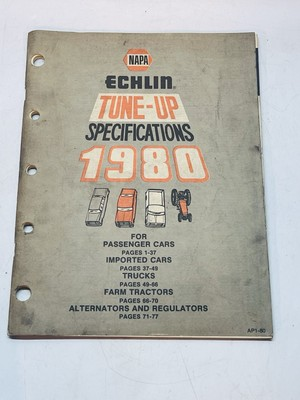 NAPA
ECHLIN®
TUNE-UP
SPECIFICATIONS
1980
FOR
PASSENGER CARS
PAGES 1-37
IMPORTED CARS
PAGES 37-49
TRUCKS
PAGES 49-66
FARM TRACTORS
PAGES 66-70
ALTERNATORS AND REGULATORS
PAGES 71-77
AP1-80